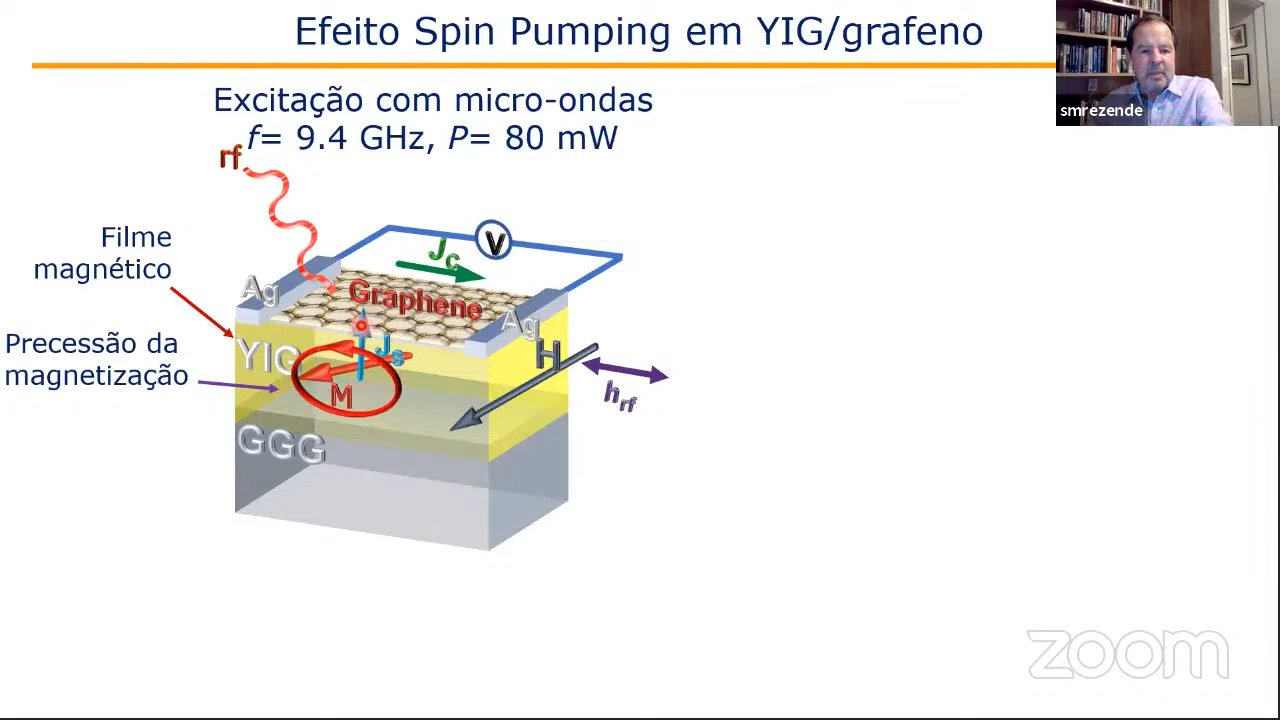 Efeito Spin Pumping em YIG/grafeno
smrezende
Excitação com micro-ondas
f= 9.4 GHz, P= 80 mW
rf
Filme
magnético
V
Jc
Ag
Graphene
Ag
Precessão da
magnetização
YIG
Js
H
M
hrf
GGG
zoom